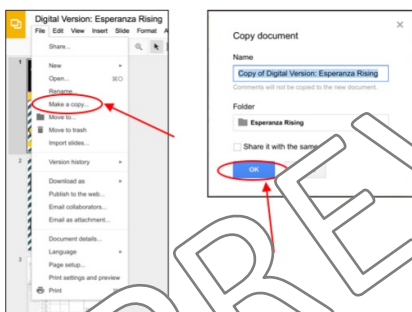 Digital Version: Esperanza Rising
File Edit View Insert Slide Format A
Share...
New
Open... ⌘O
Rename...
Make a copy...
Move to...
Move to trash
Import slides...
Version history
Download as
Publish to the web...
Email collaborators...
Email as attachment...
Document details...
Language
Page setup...
Print settings and preview
Print
1
2
3
Copy document
Name
Copy of Digital Version: Esperanza Rising
Comments will not be copied to the new document.
Folder
Esperanza Rising
Share it with the same
OK